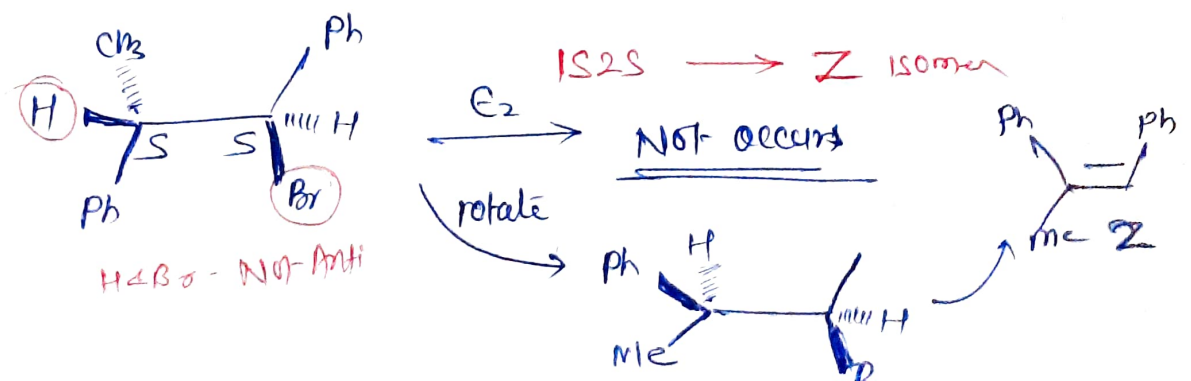 CH3
Ph
1S2S → Z isomer
H
S
S
H
E2
Not occurs
Ph
Br
rotate
H & Br - Not Anti
Ph
Ph
Me Z
Ph
H
H
Me